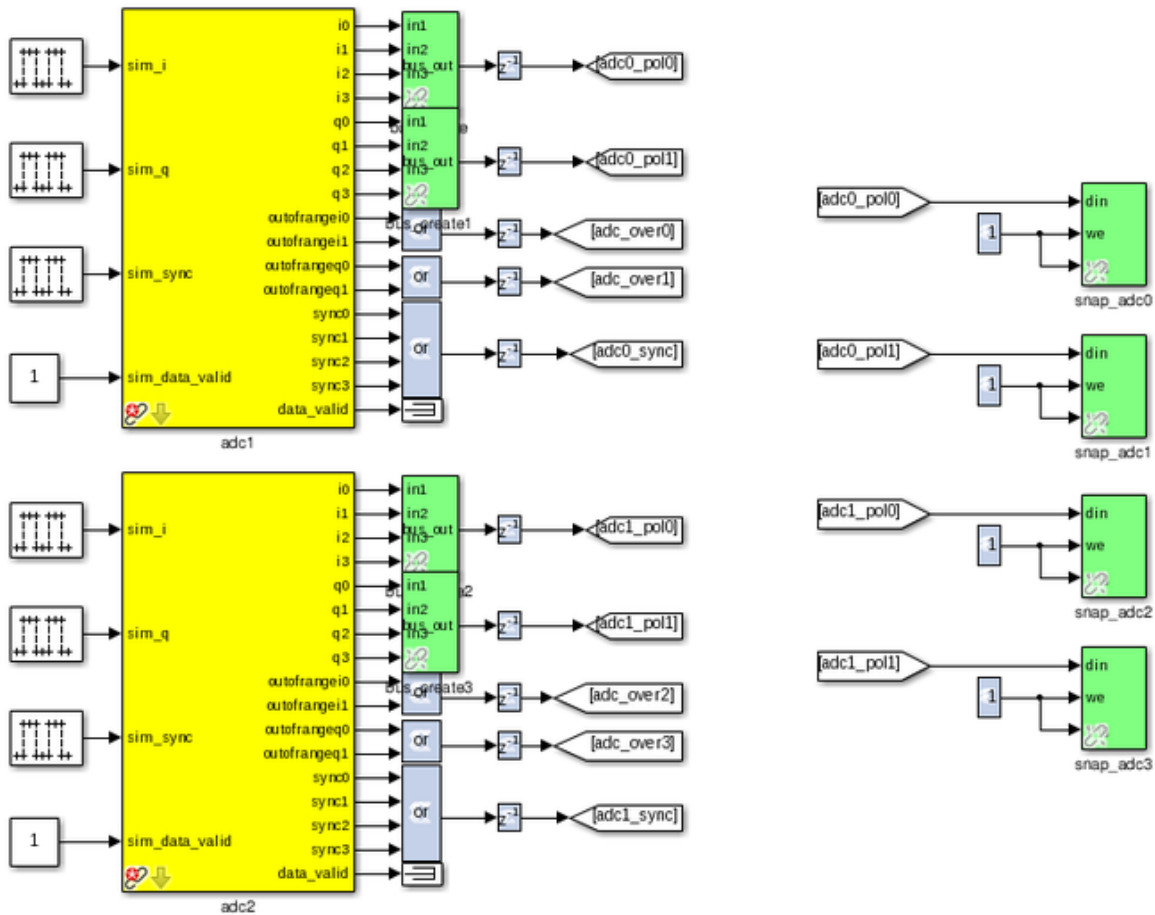 sim_i
sim_q
sim_sync
1
sim_data_valid
i0
i1
i2
i3
q0
q1
q2
q3
outofrangei0
outofrangei1
outofrangeq0
outofrangeq1
sync0
sync1
sync2
sync3
data_valid
adc1
in1
in2
in3
bus_out
in1
in2
in3
bus_out
bus_create1
or
or
or
z-1
z-1
z-1
z-1
z-1
[adc0_pol0]
[adc0_pol1]
[adc_over0]
[adc_over1]
[adc0_sync]
sim_i
sim_q
sim_sync
1
sim_data_valid
i0
i1
i2
i3
q0
q1
q2
q3
outofrangei0
outofrangei1
outofrangeq0
outofrangeq1
sync0
sync1
sync2
sync3
data_valid
adc2
in1
in2
in3
bus_out
in1
in2
in3
bus_out
bus_create3
or
or
or
z-1
z-1
z-1
z-1
z-1
[adc1_pol0]
[adc1_pol1]
[adc_over2]
[adc_over3]
[adc1_sync]
[adc0_pol0]
1
din
we
snap_adc0
[adc0_pol1]
1
din
we
snap_adc1
[adc1_pol0]
1
din
we
snap_adc2
[adc1_pol1]
1
din
we
snap_adc3